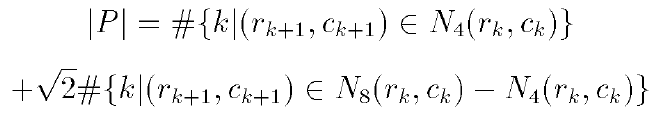 |P| = #{k|(r_{k+1}, c_{k+1}) ∈ N_4(r_k, c_k)}
+√2#{k|(r_{k+1}, c_{k+1}) ∈ N_8(r_k, c_k) − N_4(r_k, c_k)}